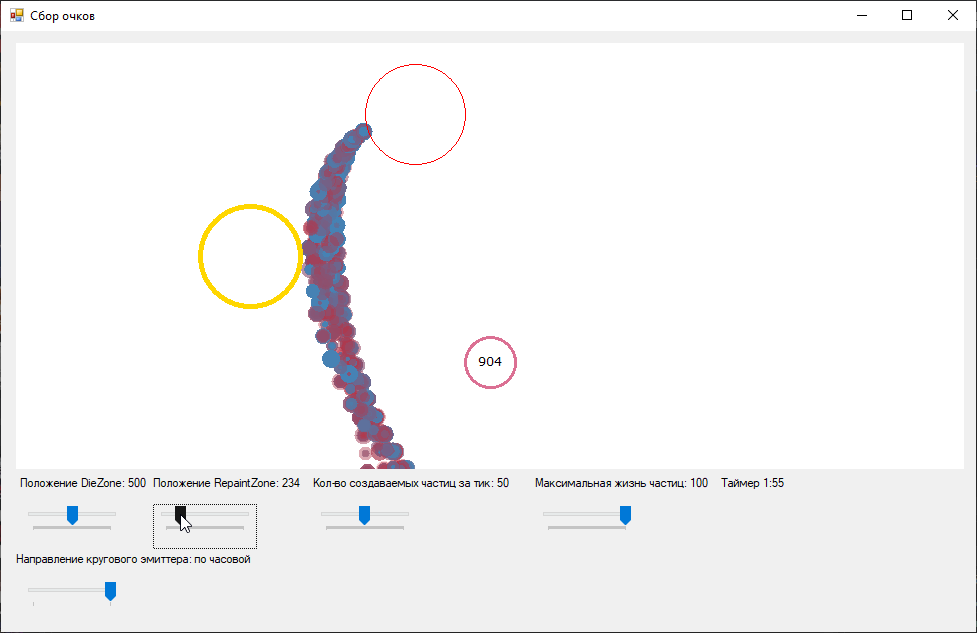 Сбор очков
904
Положение DieZone: 500 Положение RepaintZone: 234 Кол-во создаваемых частиц за тик: 50 Максимальная жизнь частиц: 100 Таймер 1:55
Направление кругового эмиттера: по часовой